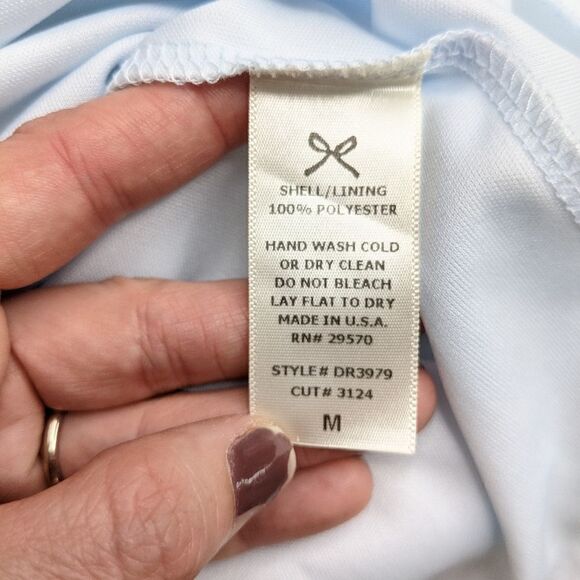 SHELL/LINING
100% POLYESTER
HAND WASH COLD
OR DRY CLEAN
DO NOT BLEACH
LAY FLAT TO DRY
MADE IN U.S.A.
RN# 29570
STYLE# DR3979
CUT# 3124
M